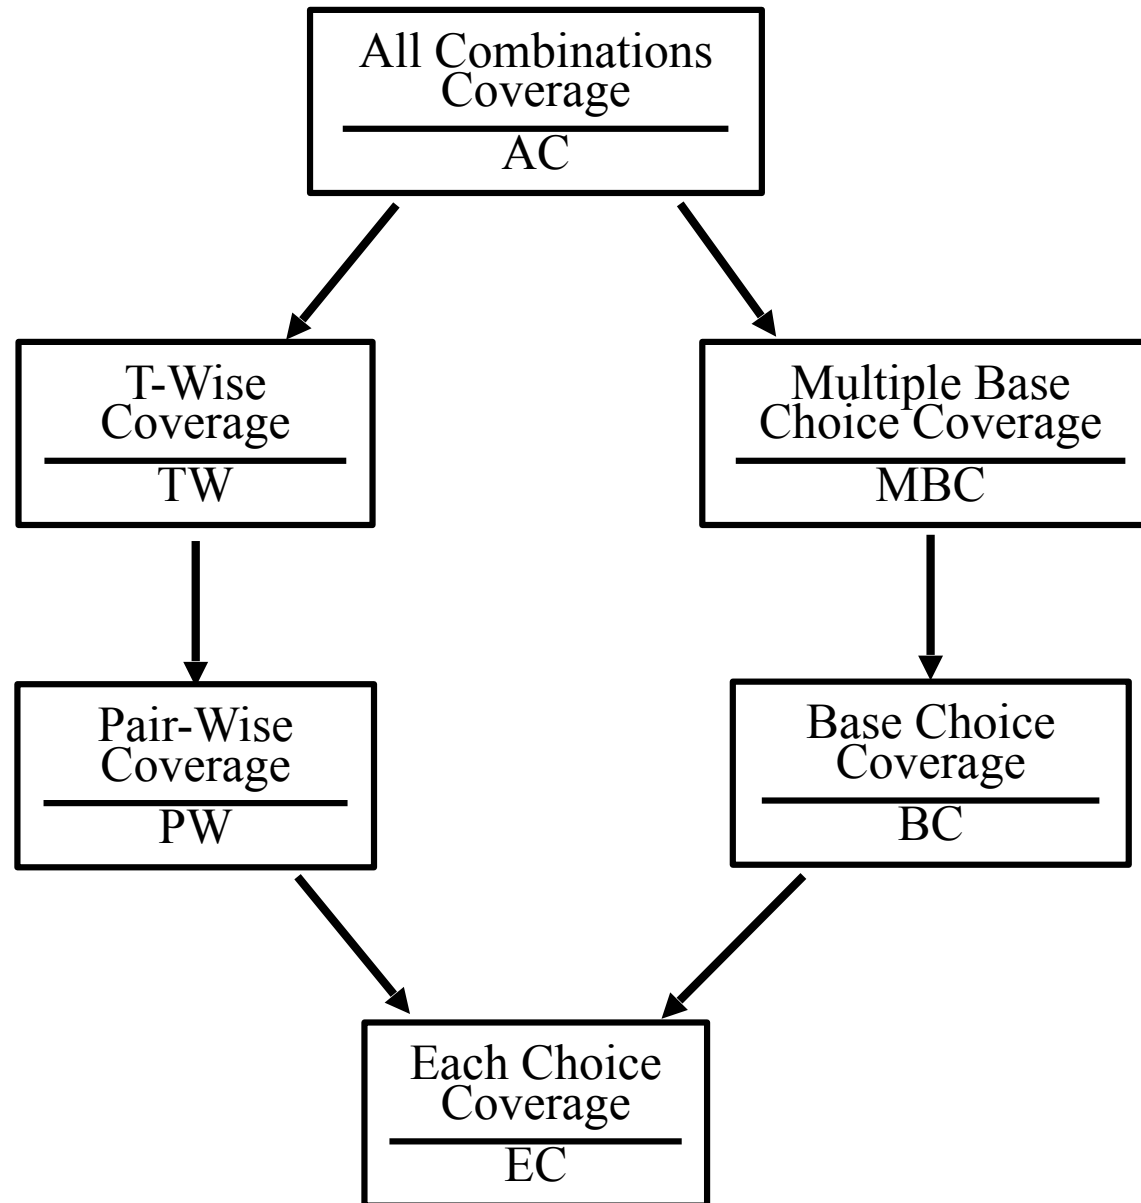 All Combinations
Coverage
AC
T-Wise
Coverage
TW
Multiple Base
Choice Coverage
MBC
Pair-Wise
Coverage
PW
Base Choice
Coverage
BC
Each Choice
Coverage
EC